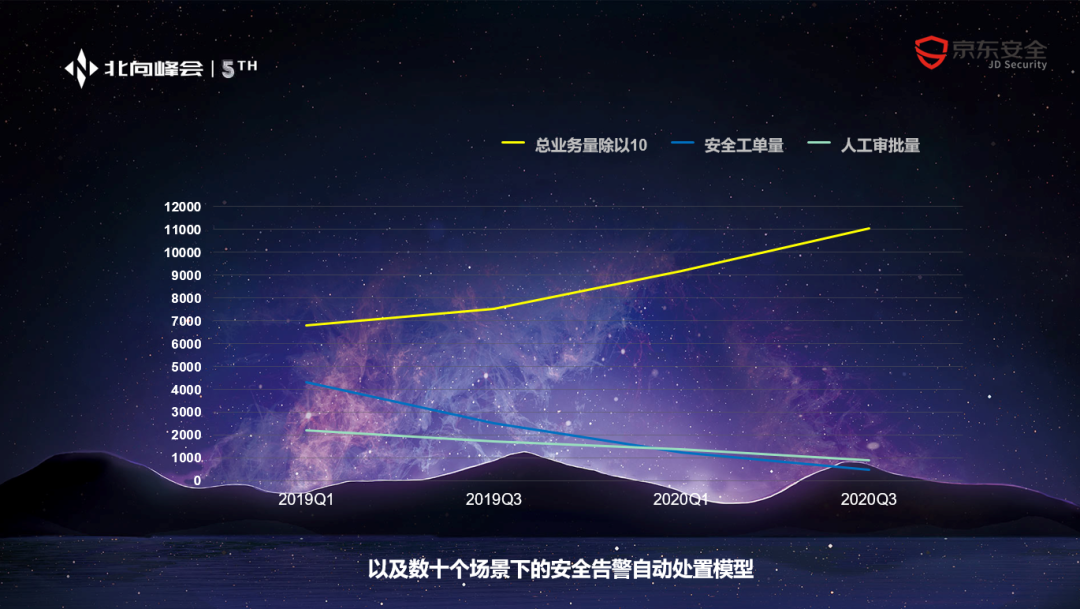 北向峰会 | 5TH
京东安全
JD Security
总业务量除以10 安全工单量 人工审批量
12000
11000
10000
9000
8000
7000
6000
5000
4000
3000
2000
1000
0
2019Q1 2019Q3 2020Q1 2020Q3
以及数十个场景下的安全告警自动处置模型